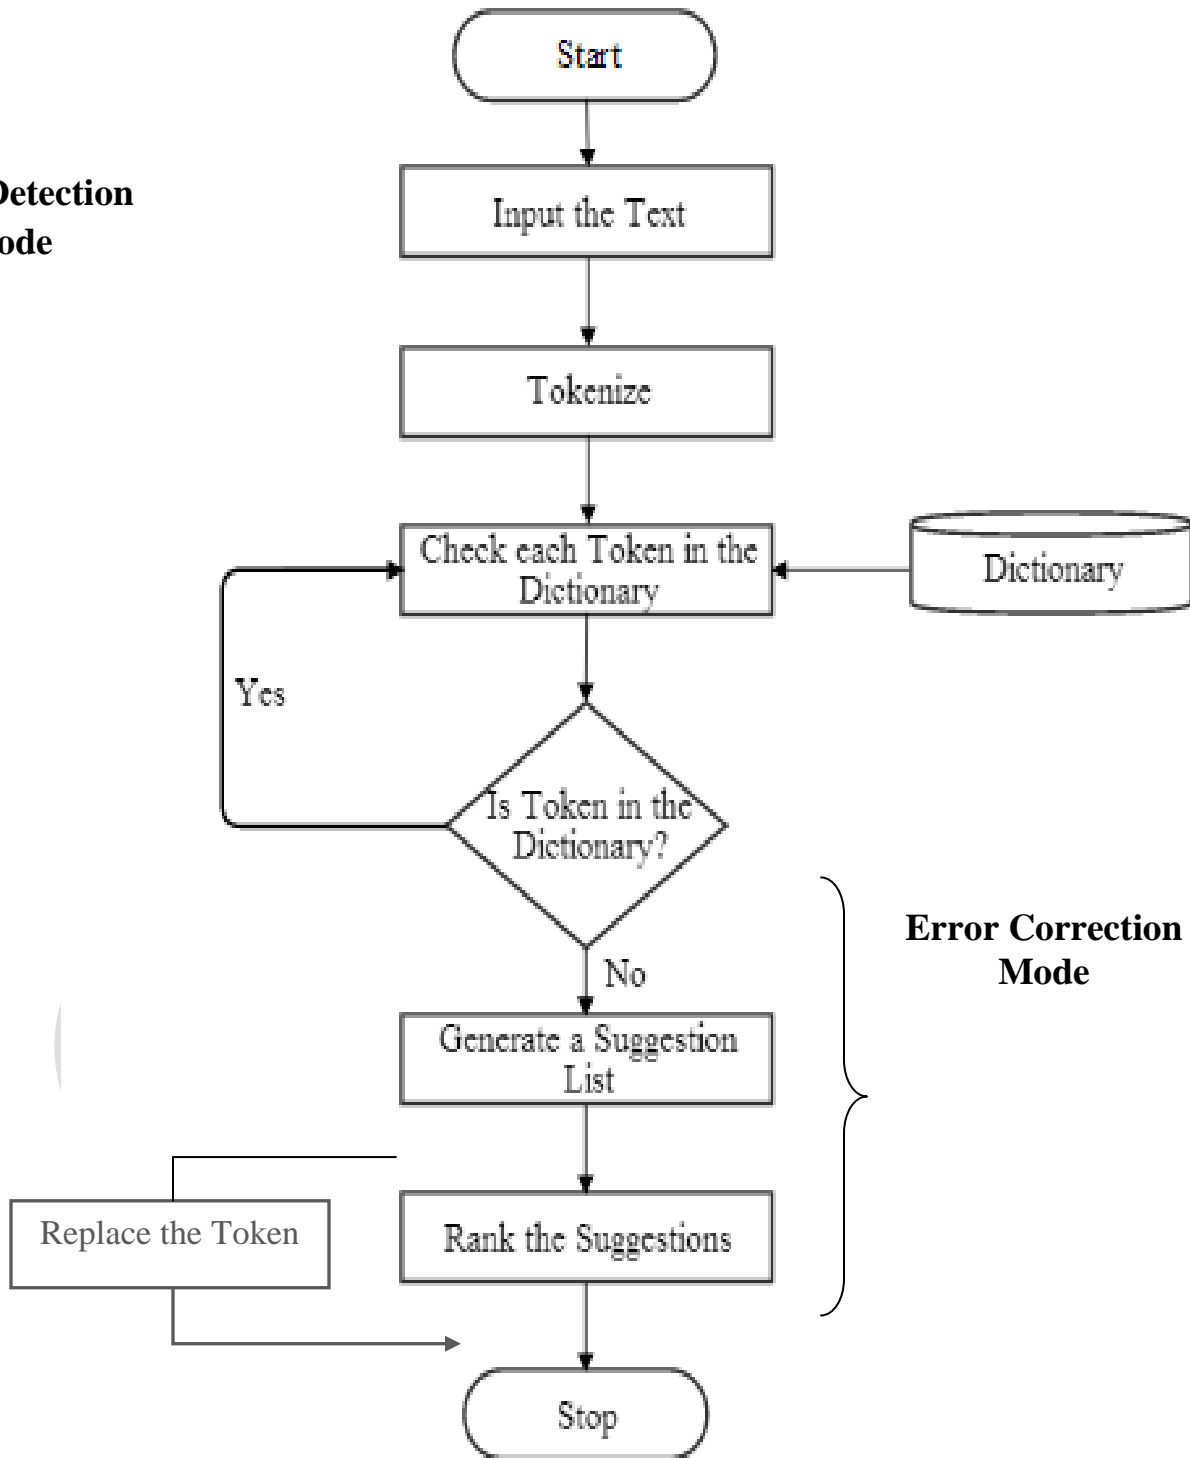 Start
Detection
ode
Input the Text
Tokenize
Check each Token in the
Dictionary
Dictionary
Yes
Is Token in the
Dictionary?
Error Correction
Mode
No
Generate a Suggestion
List
Replace the Token
Rank the Suggestions
Stop